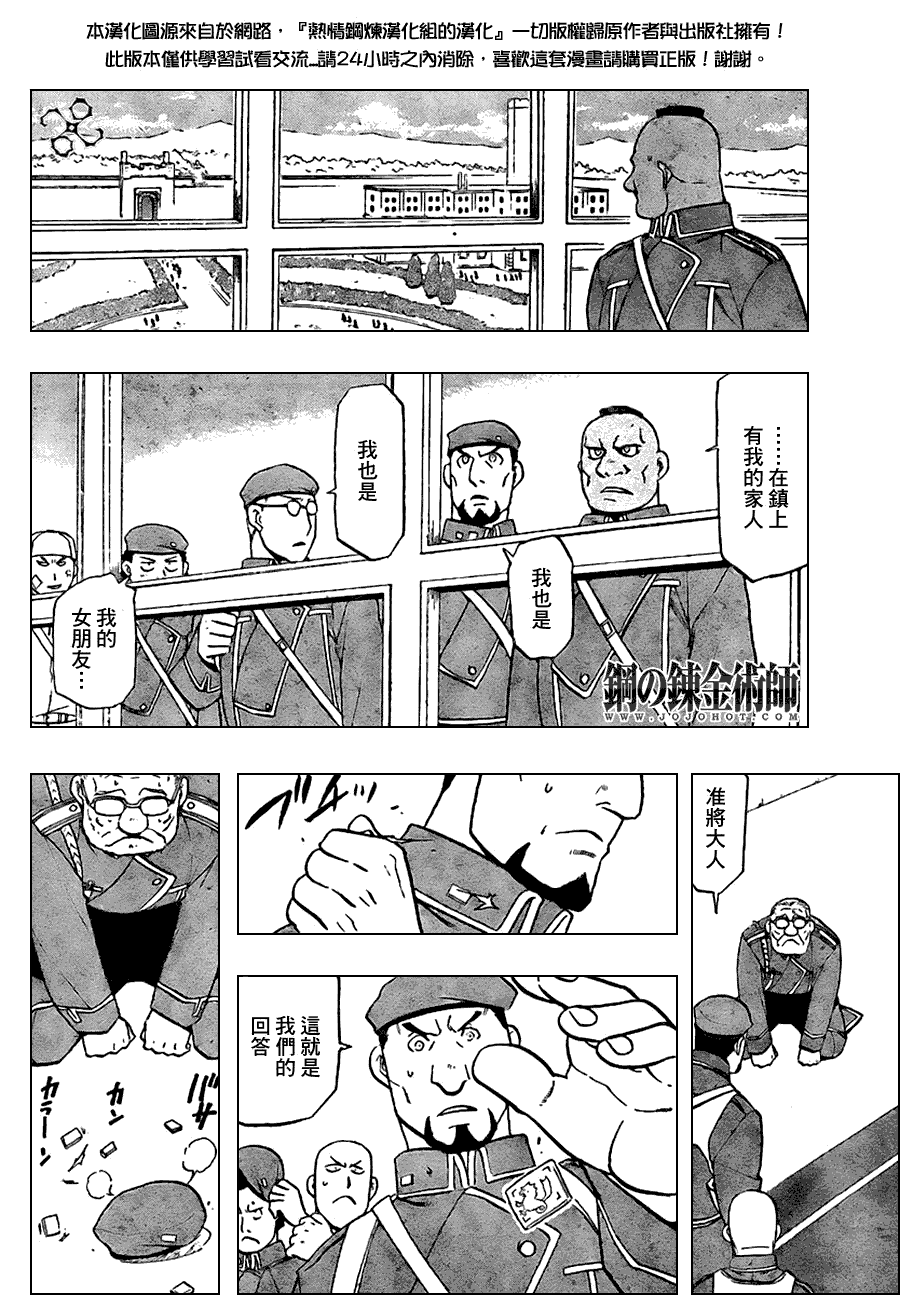 本漢化圖源來自於網路，『熱情鋼煉漢化組的漢化』一切版權歸原作者與出版社擁有！
此版本僅供學習試看交流...請24小時之內消除，喜歡這套漫畫請購買正版！謝謝。
……在鎮上
有我的家人
我也是
我也是
我的
女朋友…
鋼の錬金術師
WWW.JOJOHOT.COM
准將大人
グッ
這就是
我們的
回答
バサ
カン
カラーン